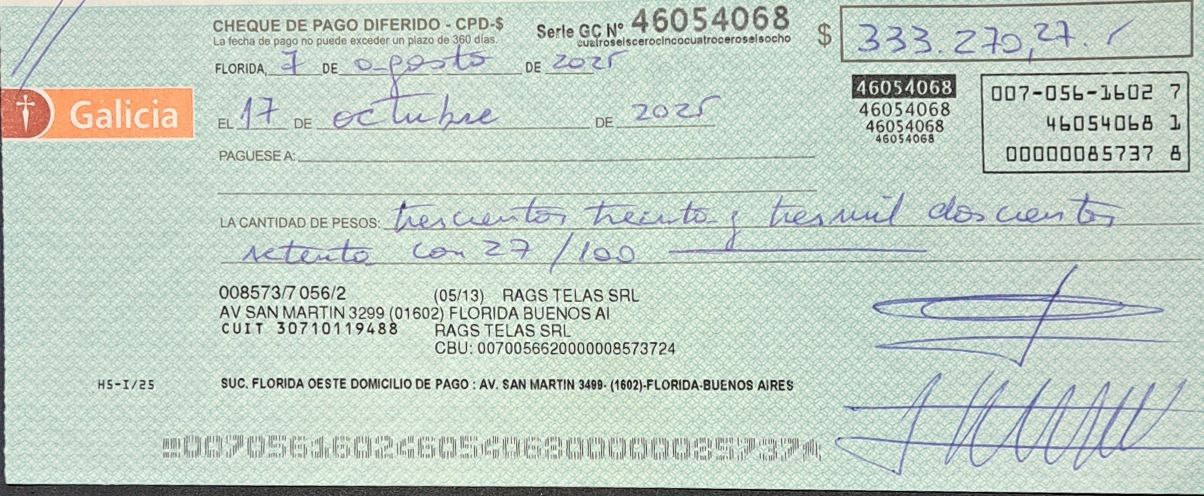 CHEQUE DE PAGO DIFERIDO - CPD-$
La fecha de pago no puede exceder un plazo de 360 días.
Serie GC Nº 46054068
cuatroseiscerocincocuatroceroseisocho
$ 333.270,27.
FLORIDA, 7 DE agosto DE 2025
Galicia
EL 17 DE octubre DE 2025
46054068
46054068
46054068
46054068
007-056-1602 7
46054068 1
00000085737 8
PAGUESE A:
LA CANTIDAD DE PESOS: trescientos treinta y tres mil doscientos
setenta con 27/100
008573/7 056/2 (05/13) RAGS TELAS SRL
AV SAN MARTIN 3299 (01602) FLORIDA BUENOS AI
CUIT 30710119488 RAGS TELAS SRL
CBU: 0070056620000008573724
HS-I/25
SUC. FLORIDA OESTE DOMICILIO DE PAGO : AV. SAN MARTIN 3499- (1602)-FLORIDA-BUENOS AIRES